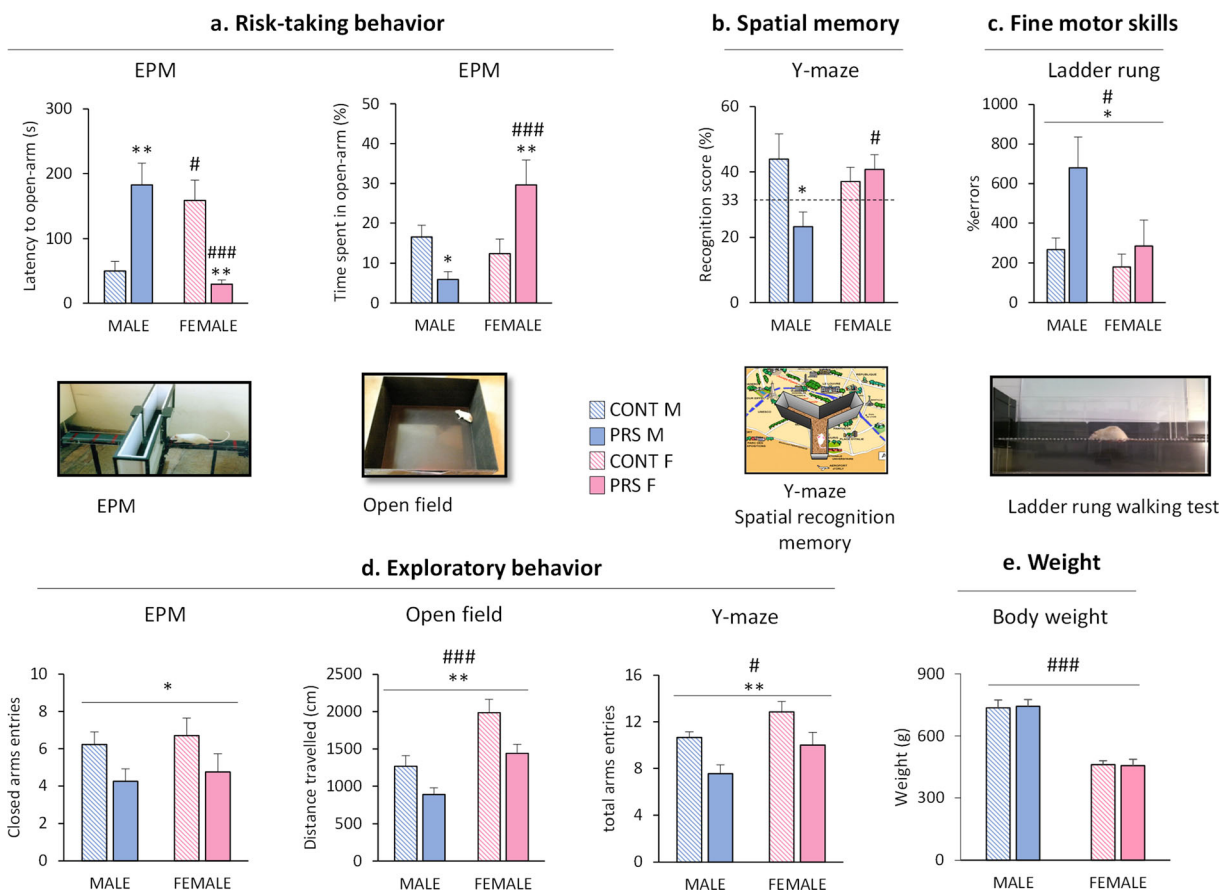 a. Risk-taking behavior
b. Spatial memory
c. Fine motor skills
EPM
EPM
Y-maze
Ladder rung
Latency to open-arm (s)
300
200
100
0
**
#
###
**
MALE
FEMALE
Time spent in open-arm (%)
50
40
30
20
10
0
*
###
**
MALE
FEMALE
Recognition score (%)
60
40
33
20
0
*
#
MALE
FEMALE
%errors
1000
800
600
400
200
0
#
*
MALE
FEMALE
EPM
Open field
CONT M
PRS M
CONT F
PRS F
Y-maze
Spatial recognition
memory
Ladder rung walking test
d. Exploratory behavior
e. Weight
EPM
Open field
Y-maze
Body weight
Closed arms entries
10
8
6
4
2
0
*
MALE
FEMALE
Distance travelled (cm)
2500
2000
1500
1000
500
0
###
**
MALE
FEMALE
total arms entries
16
12
8
4
0
#
**
MALE
FEMALE
Weight (g)
900
600
300
0
###
MALE
FEMALE